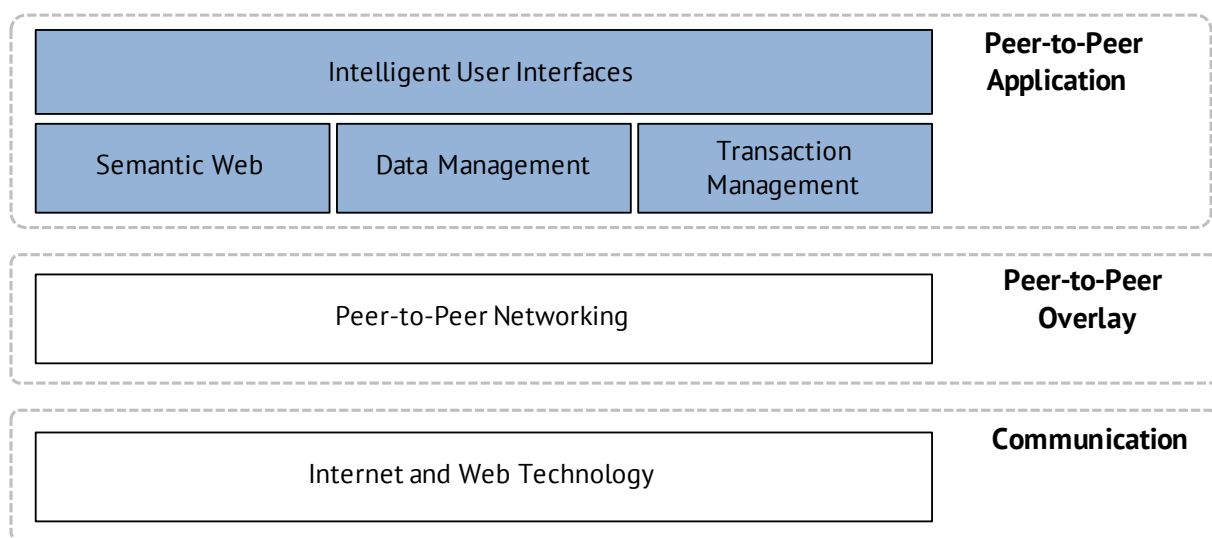 Intelligent User Interfaces
Peer-to-Peer
Application
Semantic Web
Data Management
Transaction
Management
Peer-to-Peer Networking
Peer-to-Peer
Overlay
Internet and Web Technology
Communication